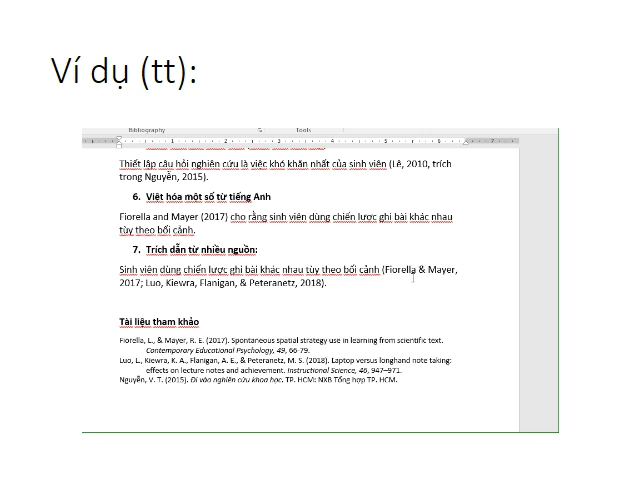 Ví dụ (tt):
Bibliography Tools
1 2 3 4 5 6 7
Thiết lập câu hỏi nghiên cứu là việc khó khăn nhất của sinh viên (Lê, 2010, trích
trong Nguyễn, 2015).
6. Việt hóa một số từ tiếng Anh
Fiorella and Mayer (2017) cho rằng sinh viên dùng chiến lược ghi bài khác nhau
tùy theo bối cảnh.
7. Trích dẫn từ nhiều nguồn:
Sinh viên dùng chiến lược ghi bài khác nhau tùy theo bối cảnh (Fiorella & Mayer,
2017; Luo, Kiewra, Flanigan, & Peteranetz, 2018).
Tài liệu tham khảo
Fiorella, L., & Mayer, R. E. (2017). Spontaneous spatial strategy use in learning from scientific text.
Contemporary Educational Psychology, 49, 66-79.
Luo, L., Kiewra, K. A., Flanigan, A. E., & Peteranetz, M. S. (2018). Laptop versus longhand note taking:
effects on lecture notes and achievement. Instructional Science, 46, 947–971.
Nguyễn, V. T. (2015). Đi vào nghiên cứu khoa học. TP. HCM: NXB Tổng hợp TP. HCM.